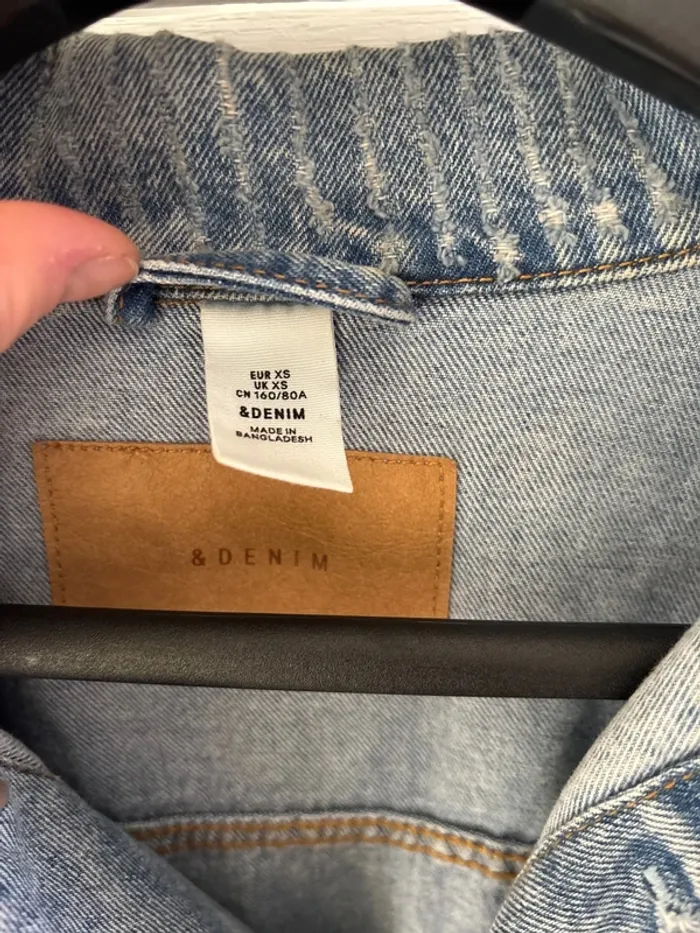 EUR XS
UK XS
CN 160/80A
&DENIM
MADE IN
BANGLADESH
&DENIM